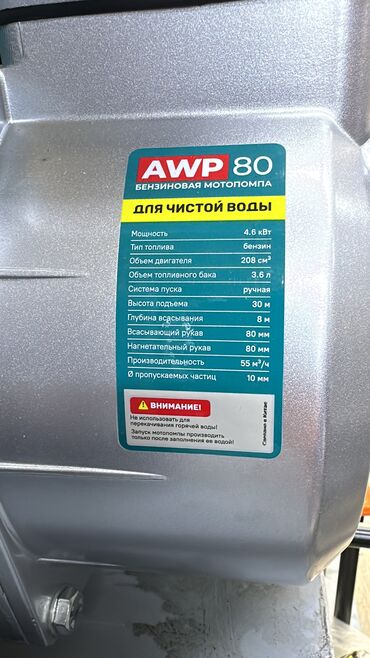 AWP 80
БЕНЗИНОВАЯ МОТОПОМПА
ДЛЯ ЧИСТОЙ ВОДЫ
Мощность 4.6 кВт
Тип топлива бензин
Объем двигателя 208 см³
Объем топливного бака 3.6 л
Система пуска ручная
Высота подъема 30 м
Глубина всасывания 8 м
Всасывающий рукав 80 мм
Нагнетательный рукав 80 мм
Производительность 55 м³/ч
Ø пропускаемых частиц 10 мм
ВНИМАНИЕ!
Не использовать для
перекачивания горячей воды!
Запуск мотопомпы производить
только после заполнения ее водой!
Сделано в Китае